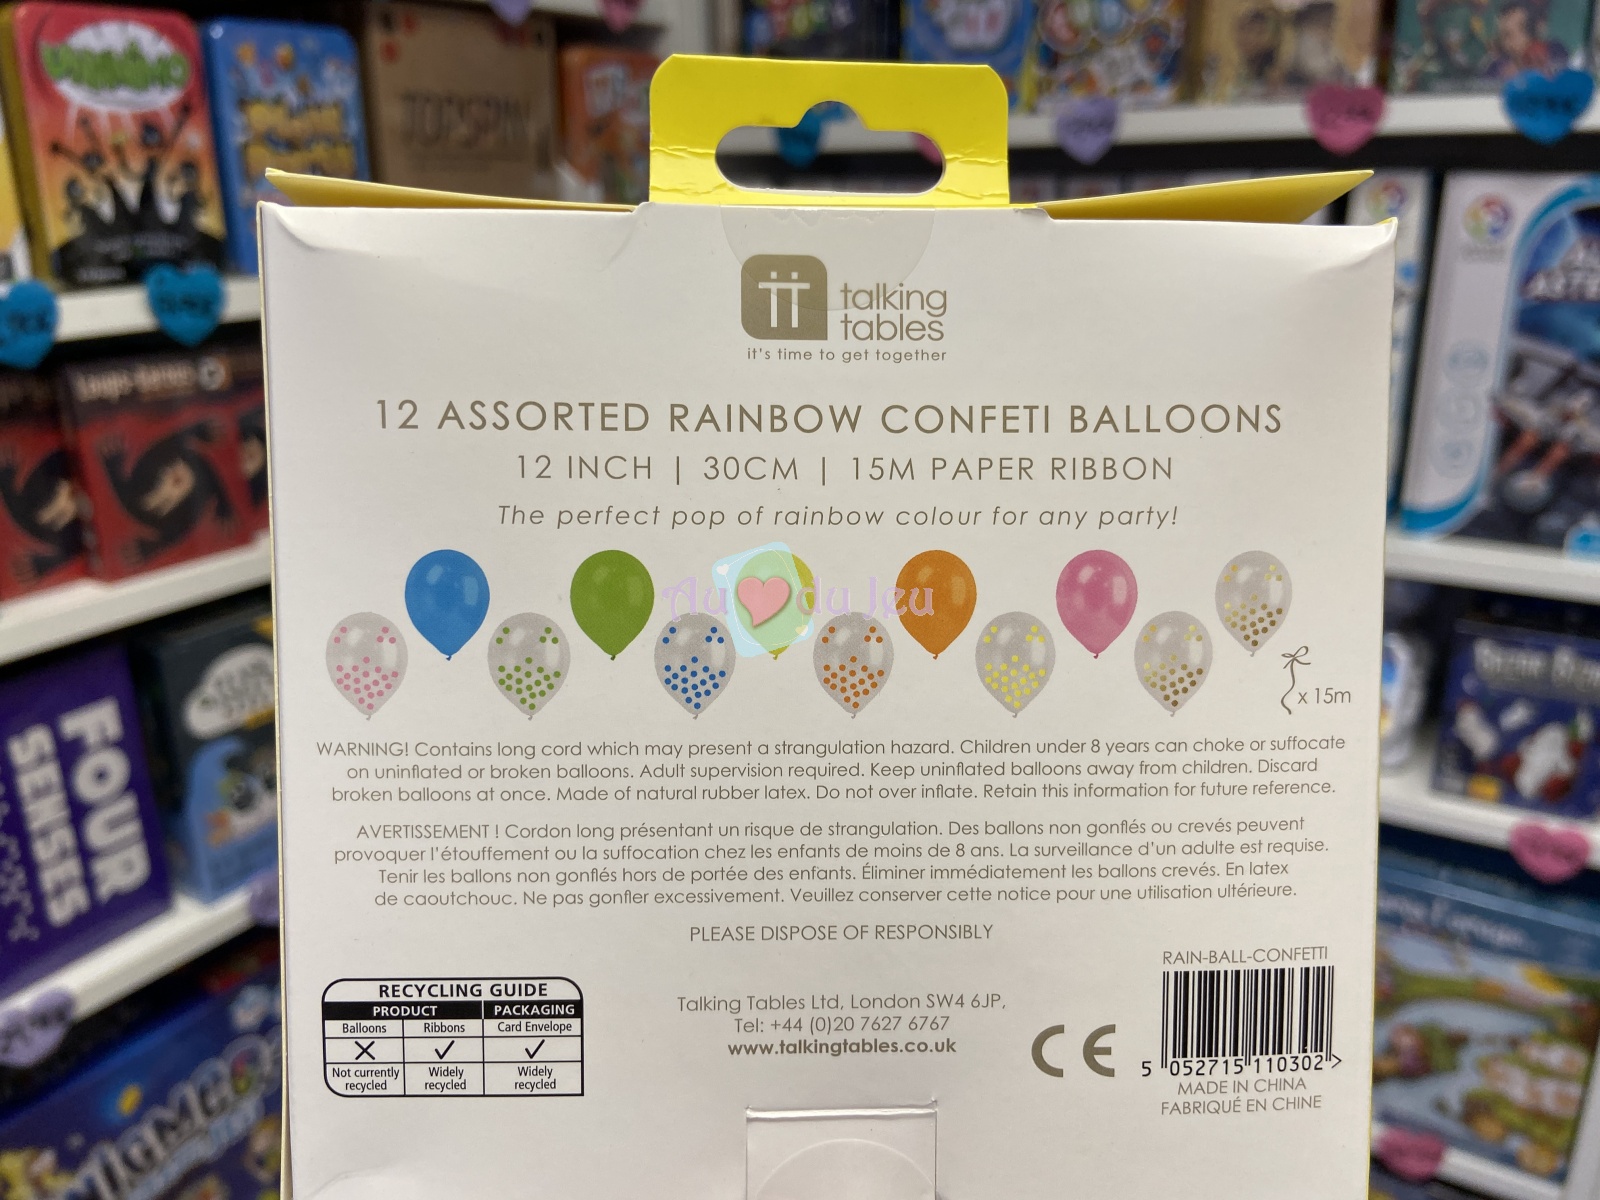 TOPSPIN
talking
tables
it's time to get together
12 ASSORTED RAINBOW CONFETI BALLOONS
12 INCH | 30CM | 15M PAPER RIBBON
The perfect pop of rainbow colour for any party!
Au du Jeu
x 15m
WARNING! Contains long cord which may present a strangulation hazard. Children under 8 years can choke or suffocate
on uninflated or broken balloons. Adult supervision required. Keep uninflated balloons away from children. Discard
broken balloons at once. Made of natural rubber latex. Do not over inflate. Retain this information for future reference.
AVERTISSEMENT ! Cordon long présentant un risque de strangulation. Des ballons non gonflés ou crevés peuvent
provoquer l'étouffement ou la suffocation chez les enfants de moins de 8 ans. La surveillance d'un adulte est requise.
Tenir les ballons non gonflés hors de portée des enfants. Éliminer immédiatement les ballons crevés. En latex
de caoutchouc. Ne pas gonfler excessivement. Veuillez conserver cette notice pour une utilisation ultérieure.
PLEASE DISPOSE OF RESPONSIBLY
RECYCLING GUIDE
PRODUCT PACKAGING
Balloons Ribbons Card Envelope
Not currently recycled Widely recycled Widely recycled
Talking Tables Ltd, London SW4 6JP,
Tel: +44 (0)20 7627 6767
www.talkingtables.co.uk
CE
RAIN-BALL-CONFETTI
5 052715 110302 >
MADE IN CHINA
FABRIQUÉ EN CHINE
FOUR
SENSES